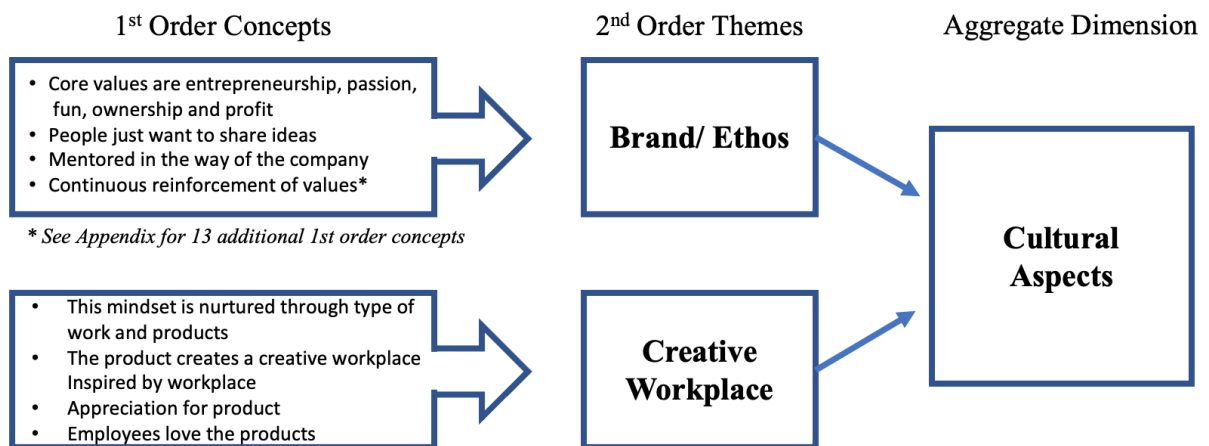 1st Order Concepts
2nd Order Themes
Aggregate Dimension
• Core values are entrepreneurship, passion,
fun, ownership and profit
• People just want to share ideas
• Mentored in the way of the company
• Continuous reinforcement of values*
* See Appendix for 13 additional 1st order concepts
Brand/ Ethos
• This mindset is nurtured through type of
work and products
• The product creates a creative workplace
Inspired by workplace
• Appreciation for product
• Employees love the products
Creative
Workplace
Cultural
Aspects